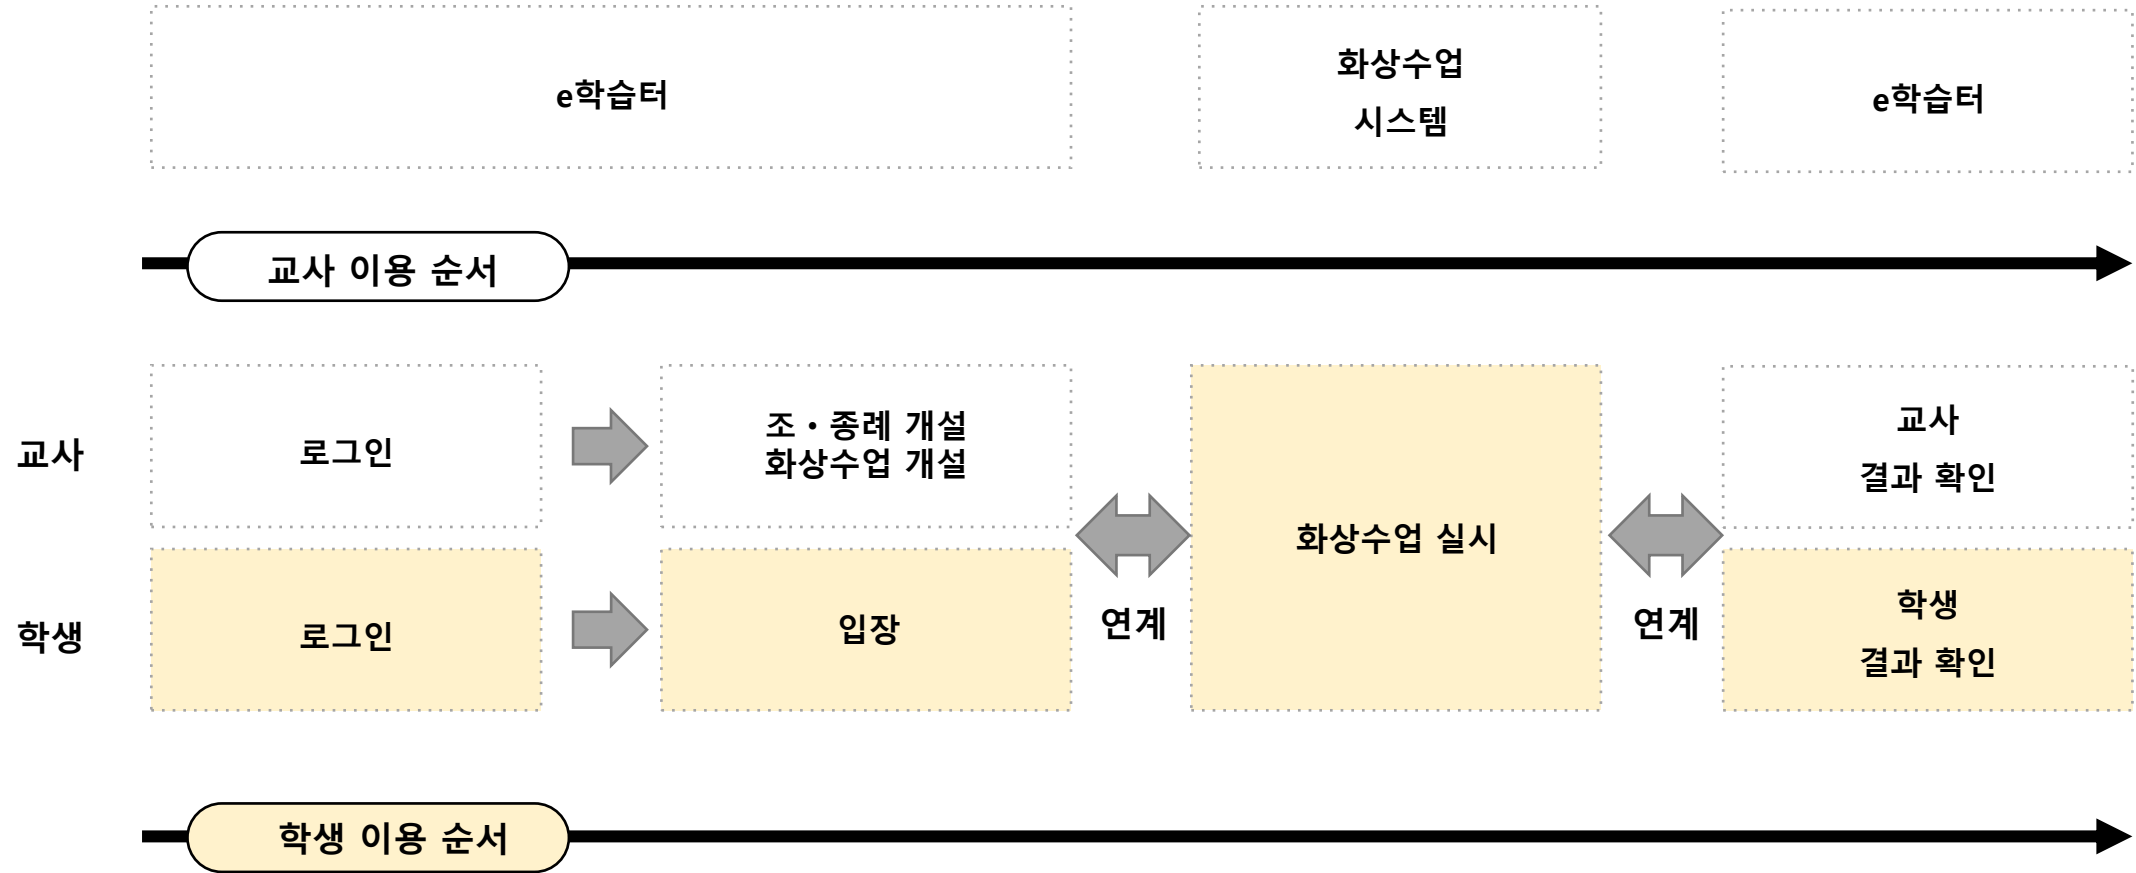 e학습터
화상수업
시스템
e학습터
교사 이용 순서
교사
로그인
조・종례 개설
화상수업 개설
교사
결과 확인
화상수업 실시
연계
연계
학생
로그인
입장
학생
결과 확인
학생 이용 순서